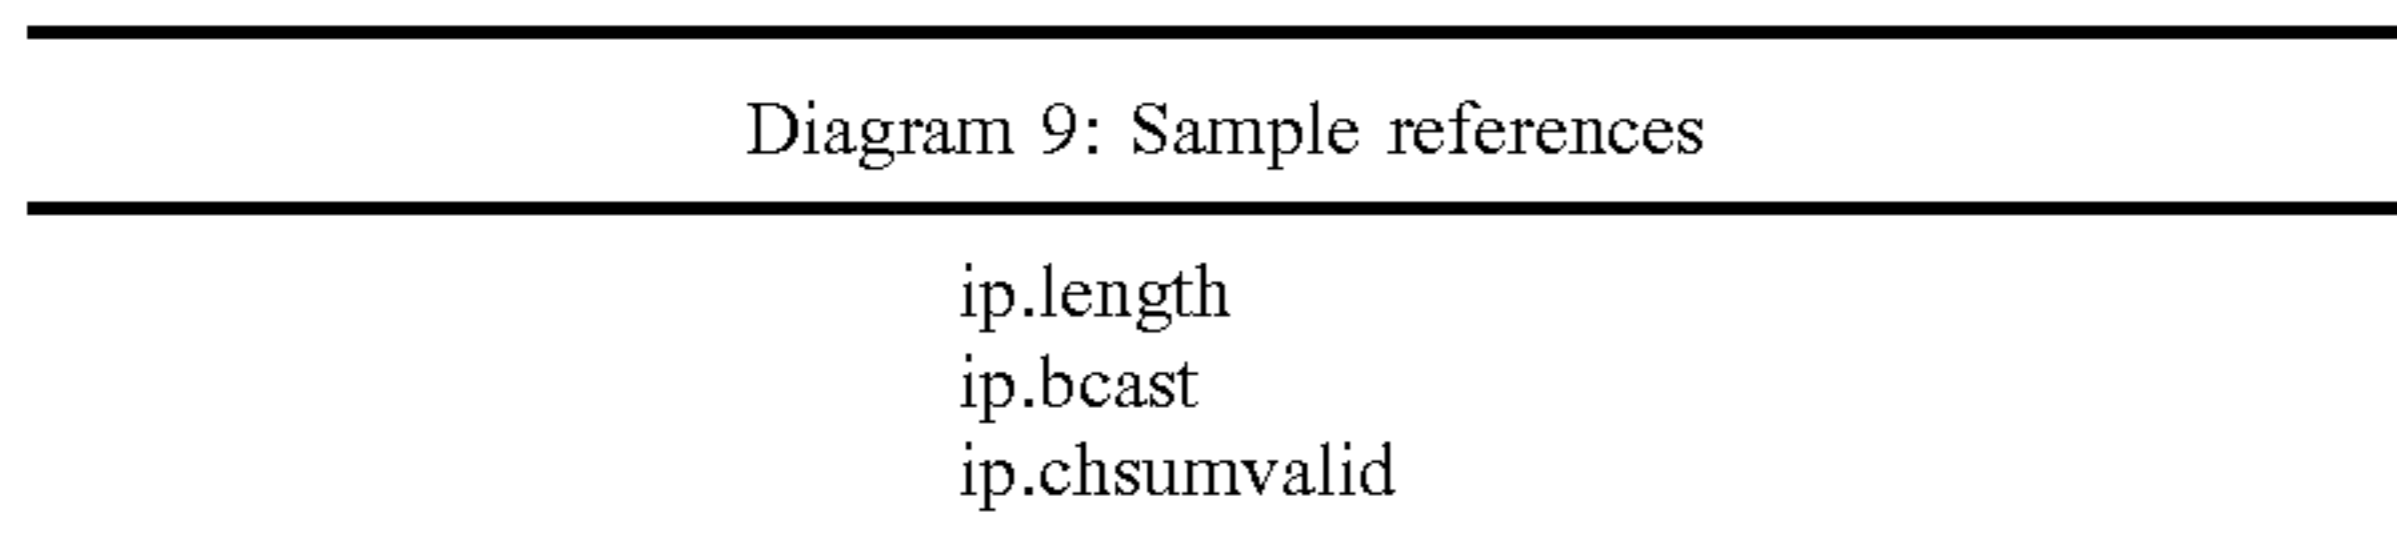 Diagram 9: Sample references
ip.length
ip.bcast
ip.chsumvalid